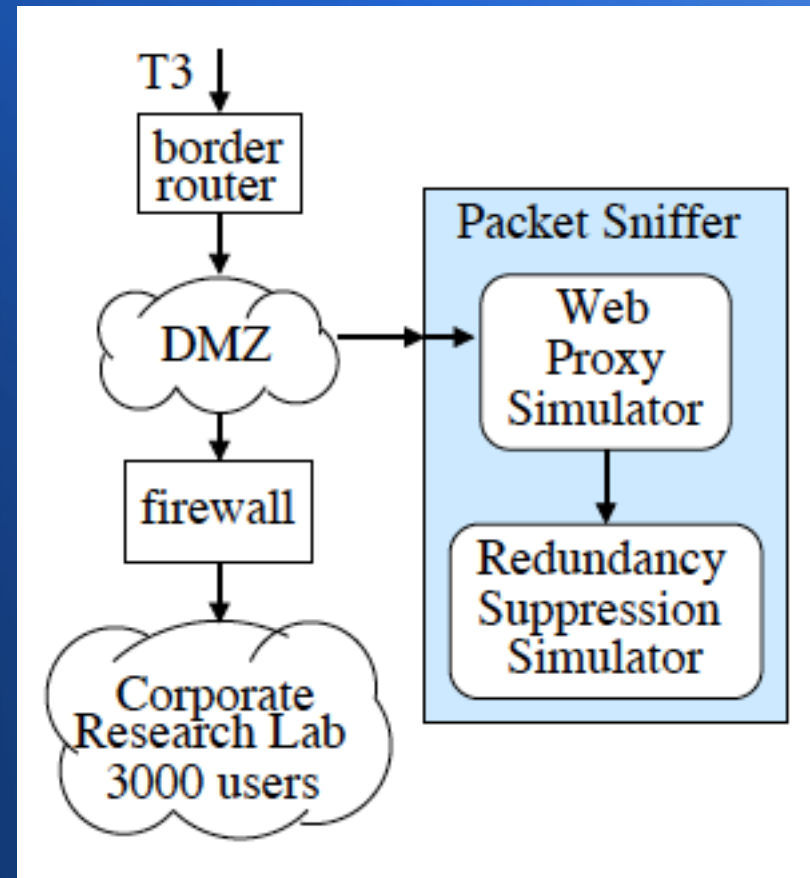 T3
border
router
DMZ
firewall
Corporate
Research Lab
3000 users
Packet Sniffer
Web
Proxy
Simulator
Redundancy
Suppression
Simulator